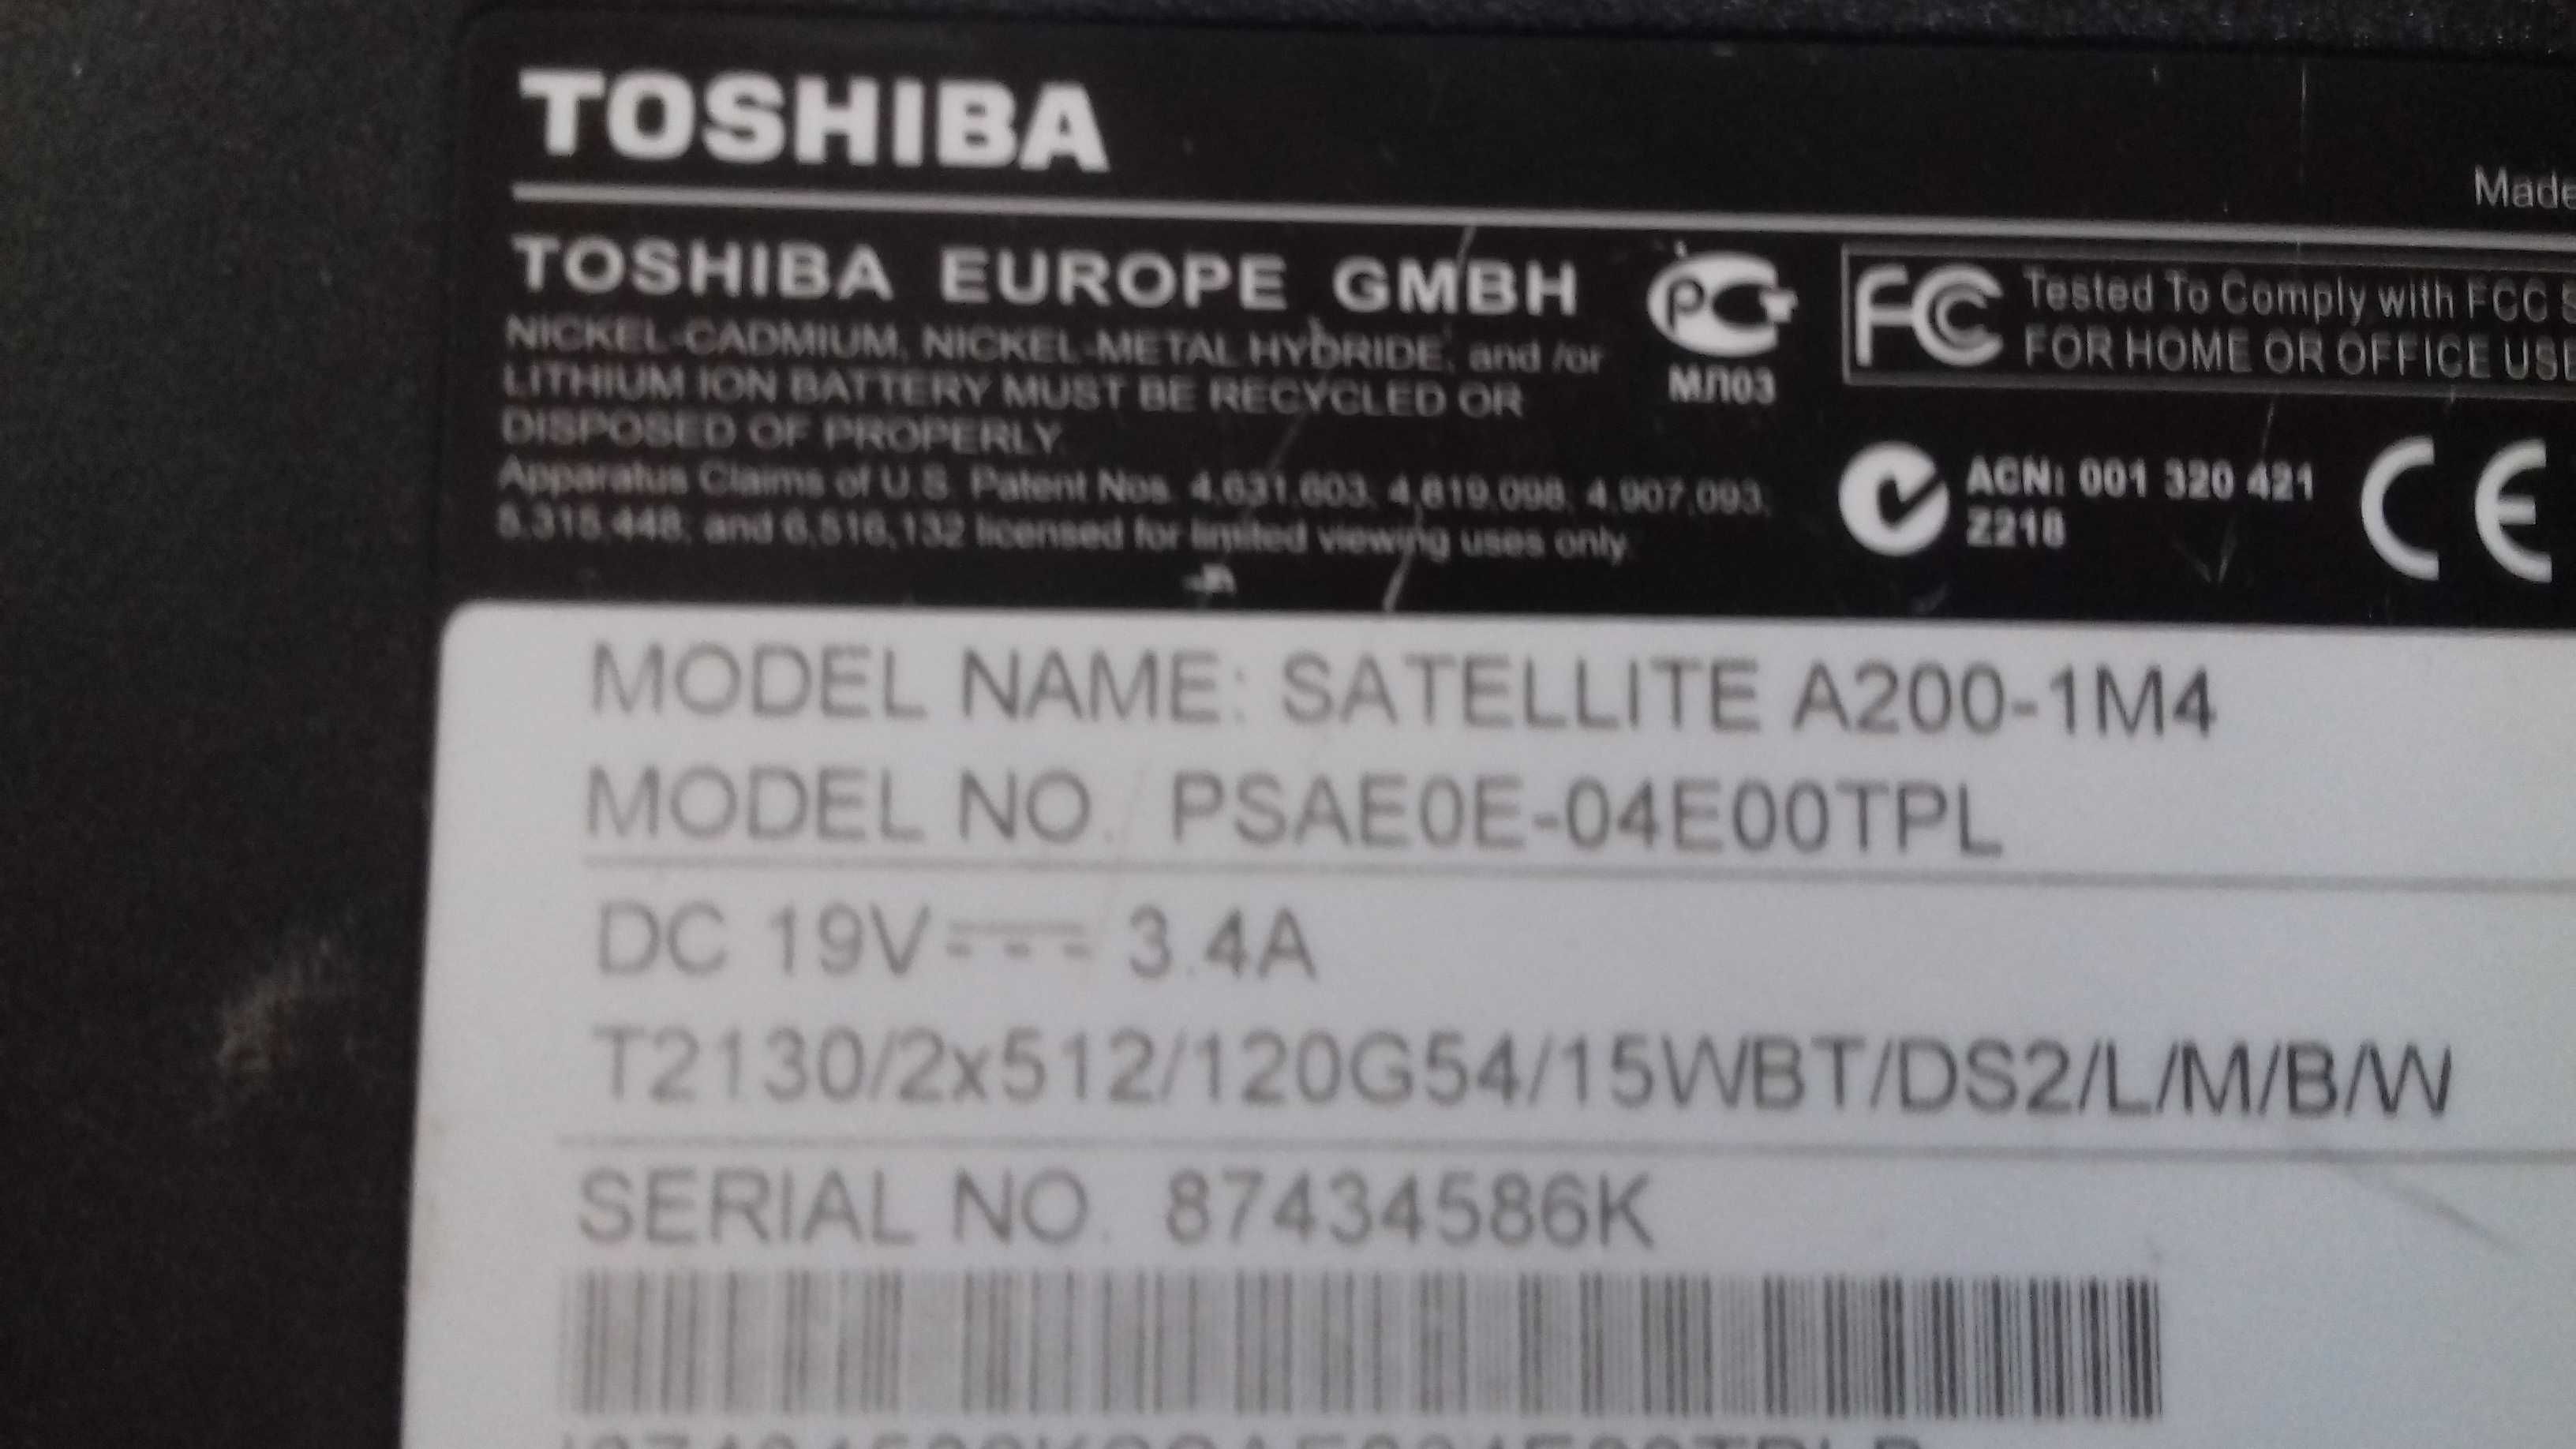 TOSHIBA
Made
TOSHIBA EUROPE GMBH
NICKEL-CADMIUM, NICKEL-METAL HYBRIDE, and /or
LITHIUM ION BATTERY MUST BE RECYCLED OR
DISPOSED OF PROPERLY.
Apparatus Claims of U.S. Patent Nos. 4,631,603; 4,819,098; 4,907,093;
5,315,448; and 6,516,132 licensed for limited viewing uses only.
PC
МЛ03
FC Tested To Comply with FCC
FOR HOME OR OFFICE USE
ACN: 001 320 421
Z218
CE
MODEL NAME: SATELLITE A200-1M4
MODEL NO. PSAE0E-04E00TPL
DC 19V 3.4A
T2130/2x512/120G54/15WBT/DS2/L/M/B/W
SERIAL NO. 87434586K